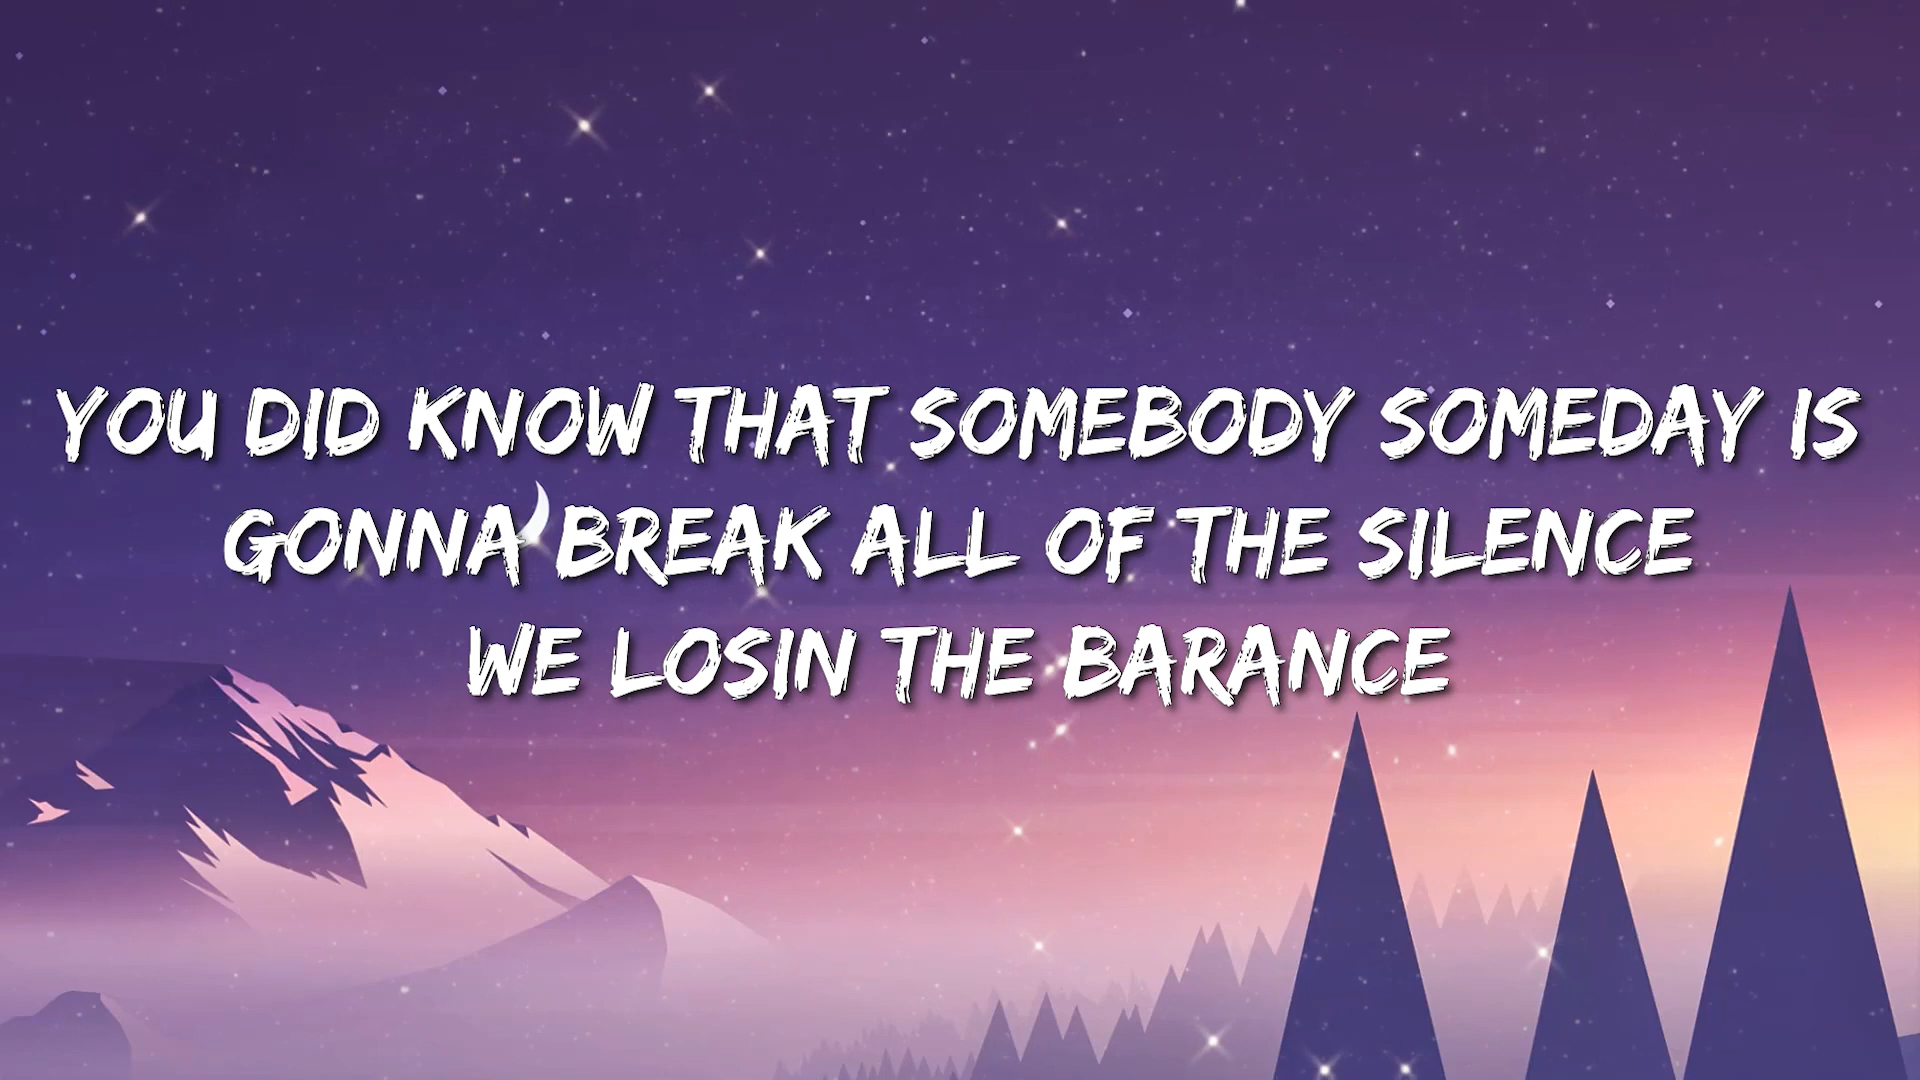 YOU DID KNOW THAT SOMEBODY SOMEDAY IS
GONNA BREAK ALL OF THE SILENCE
WE LOSIN THE BARANCE